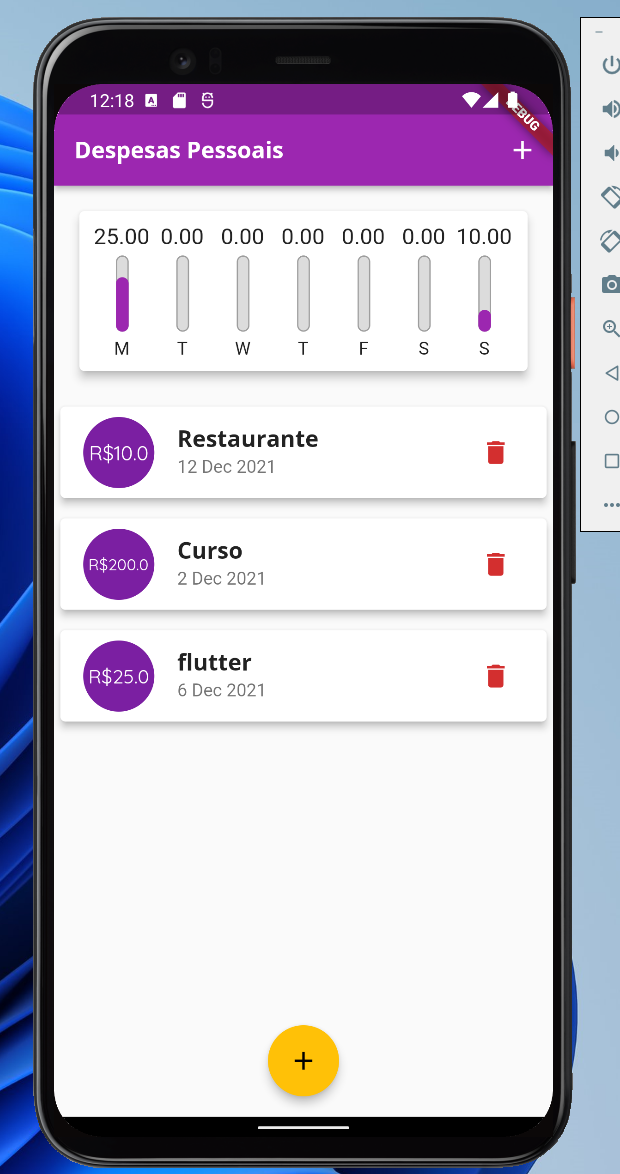 12:18
DEBUG
Despesas Pessoais
25.00 0.00 0.00 0.00 0.00 0.00 10.00
M T W T F S S
R$10.0
Restaurante
12 Dec 2021
R$200.0
Curso
2 Dec 2021
R$25.0
flutter
6 Dec 2021